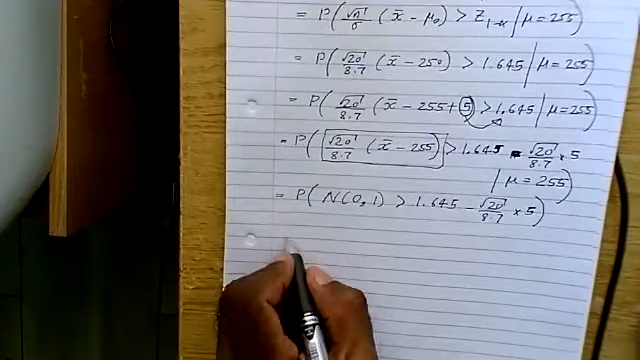 = P( √n/σ (x̄ - μ₀) > Z₁₋α | μ = 255)
= P( √20/8.7 (x̄ - 250) > 1.645 | μ = 255)
= P( √20/8.7 (x̄ - 255 + 5) > 1.645 | μ = 255)
= P( √20/8.7 (x̄ - 255) > 1.645 - √20/8.7 × 5
| μ = 255)
= P( N(0,1) > 1.645 - √20/8.7 × 5)